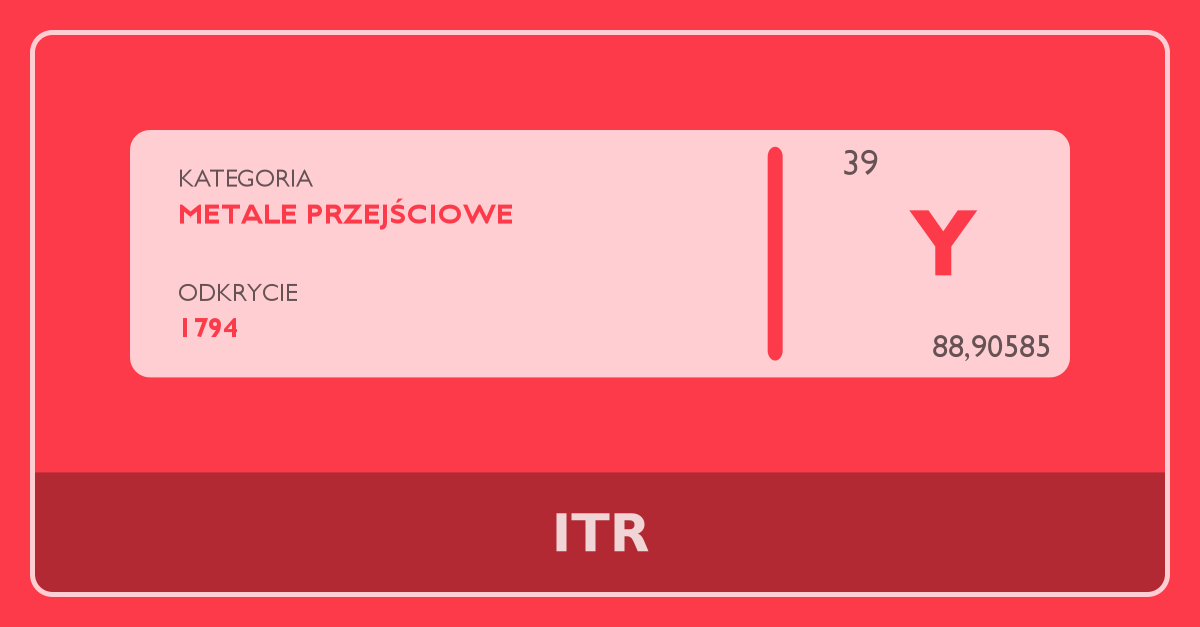 KATEGORIA
METALE PRZEJŚCIOWE
ODKRYCIE
1794
39
Y
88,90585
ITR